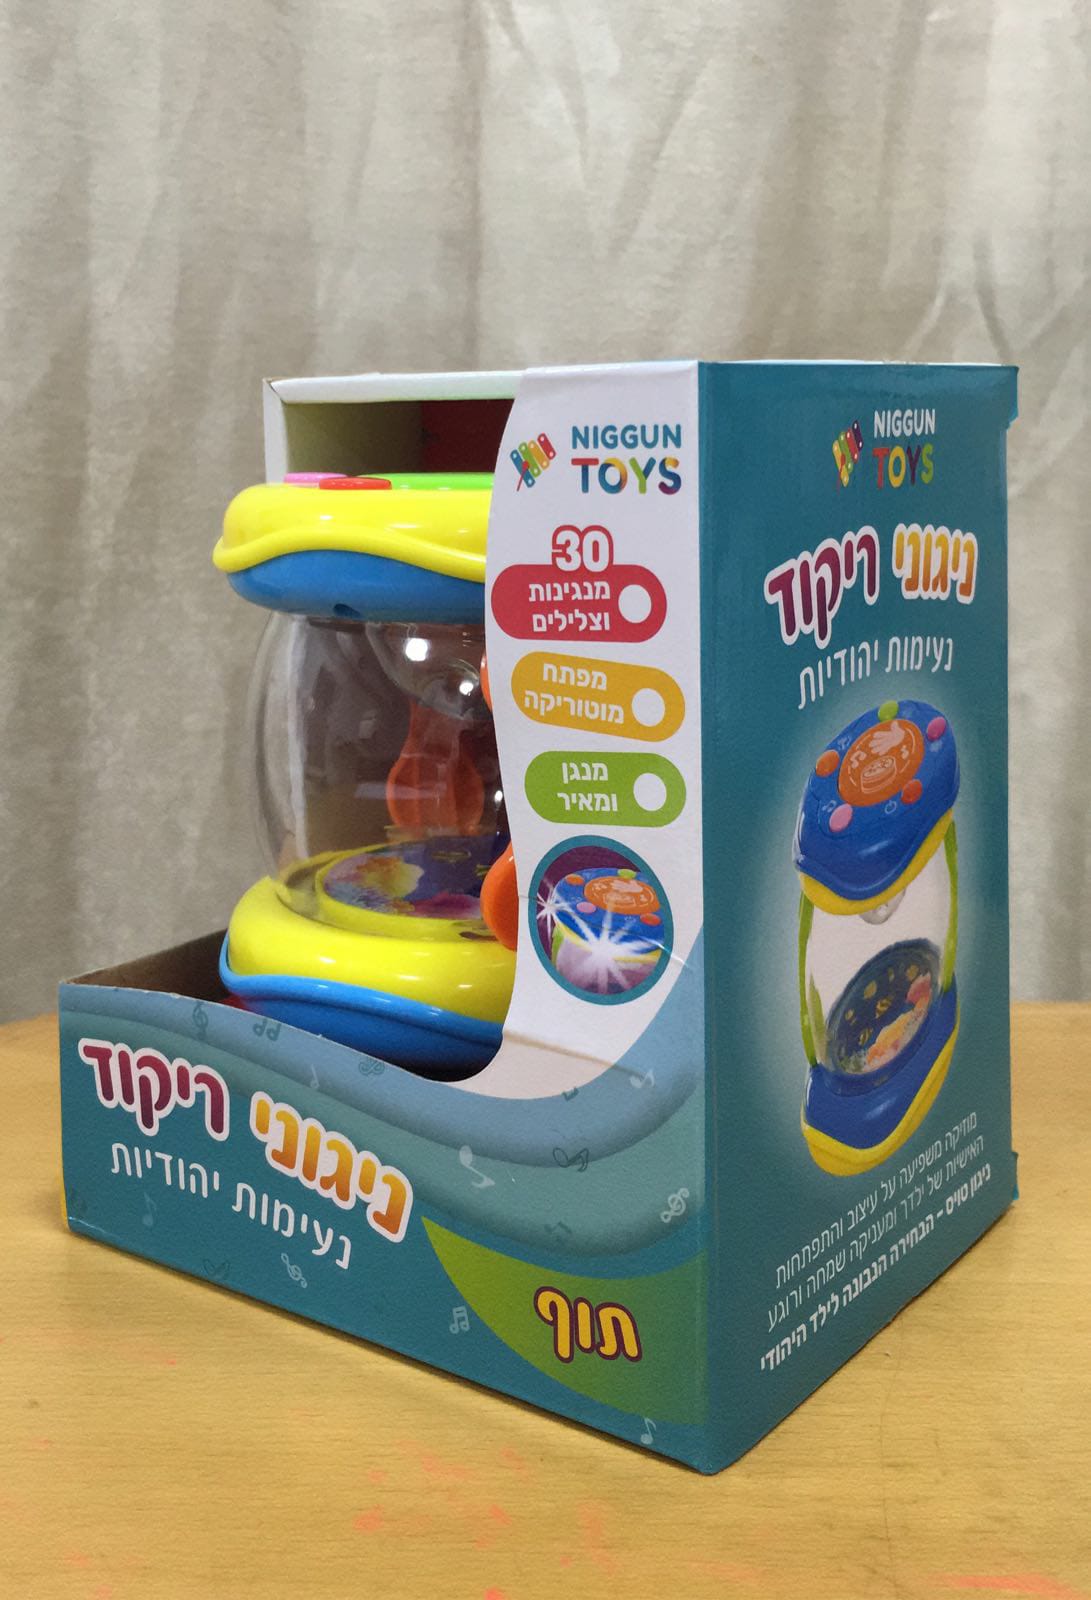 NIGGUN
TOYS
30
מנגינות
וצלילים
מפתח
מוטוריקה
מנגן
ומאיר
ניגוני ריקוד
נעימות יהודיות
תוף
NIGGUN
TOYS
ניגוני ריקוד
נעימות יהודיות
מוזיקה משפיעה על עיצוב והתפתחות
האישיות של ילדך ומעניקה שמחה ורוגע
ניגון טויס – הבחירה הנבונה לילד היהודי